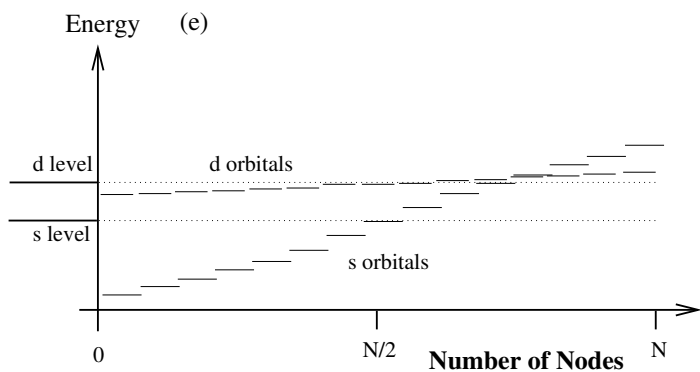 Energy (e)
d level
d orbitals
s level
s orbitals
0
N/2
N
Number of Nodes